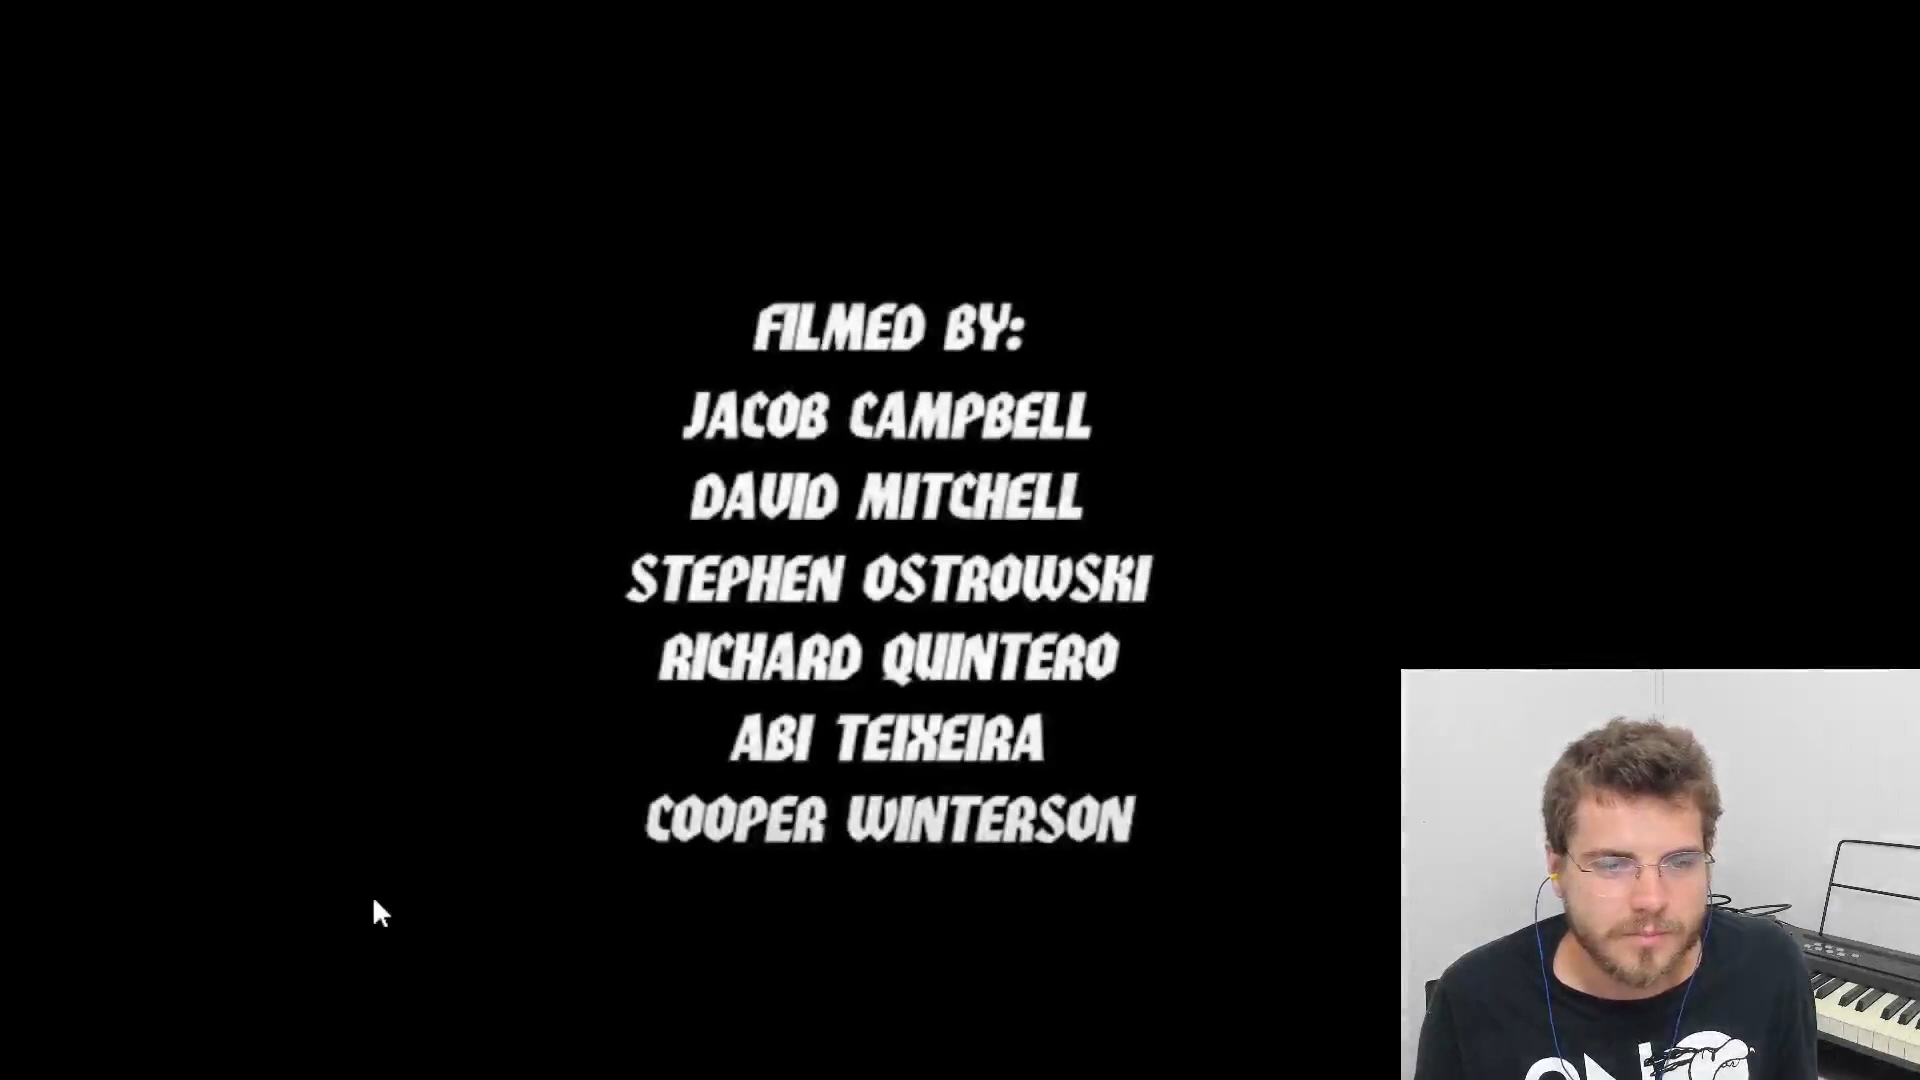 FILMED BY:
JACOB CAMPBELL
DAVID MITCHELL
STEPHEN OSTROWSKI
RICHARD QUINTERO
ABI TEIXEIRA
COOPER WINTERSON